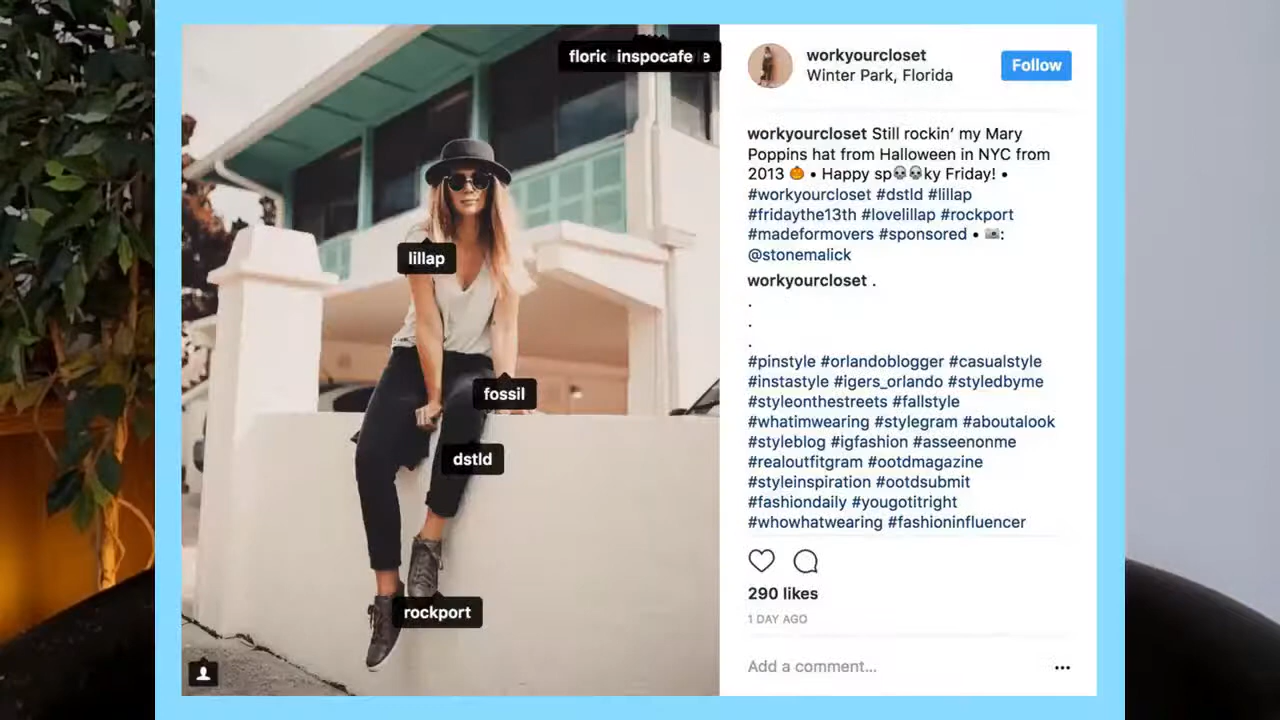 inspocafe
workyourcloset
Winter Park, Florida
Follow
lillap
fossil
dstld
rockport
workyourcloset Still rockin' my Mary
Poppins hat from Halloween in NYC from
2013 🎃 • Happy sp💀💀ky Friday! •
#workyourcloset #dstld #lillap
#fridaythe13th #lovelillap #rockport
#madeformovers #sponsored • 📷:
@stonemalick
workyourcloset .
.
.
.
#pinstyle #orlandoblogger #casualstyle
#instastyle #igers_orlando #styledbyme
#styleonthestreets #fallstyle
#whatimwearing #stylegram #aboutalook
#styleblog #igfashion #asseenonme
#realoutfitgram #ootdmagazine
#styleinspiration #ootdsubmit
#fashiondaily #yougotitright
#whowhatwearing #fashioninfluencer
290 likes
1 DAY AGO
Add a comment...